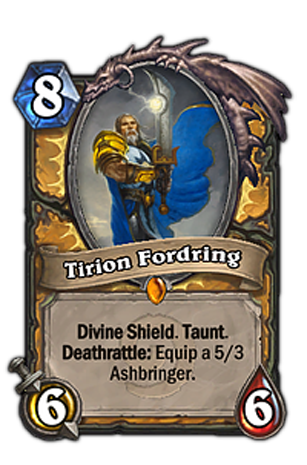 8
Tirion Fordring
Divine Shield. Taunt.
Deathrattle: Equip a 5/3
Ashbringer.
6
6